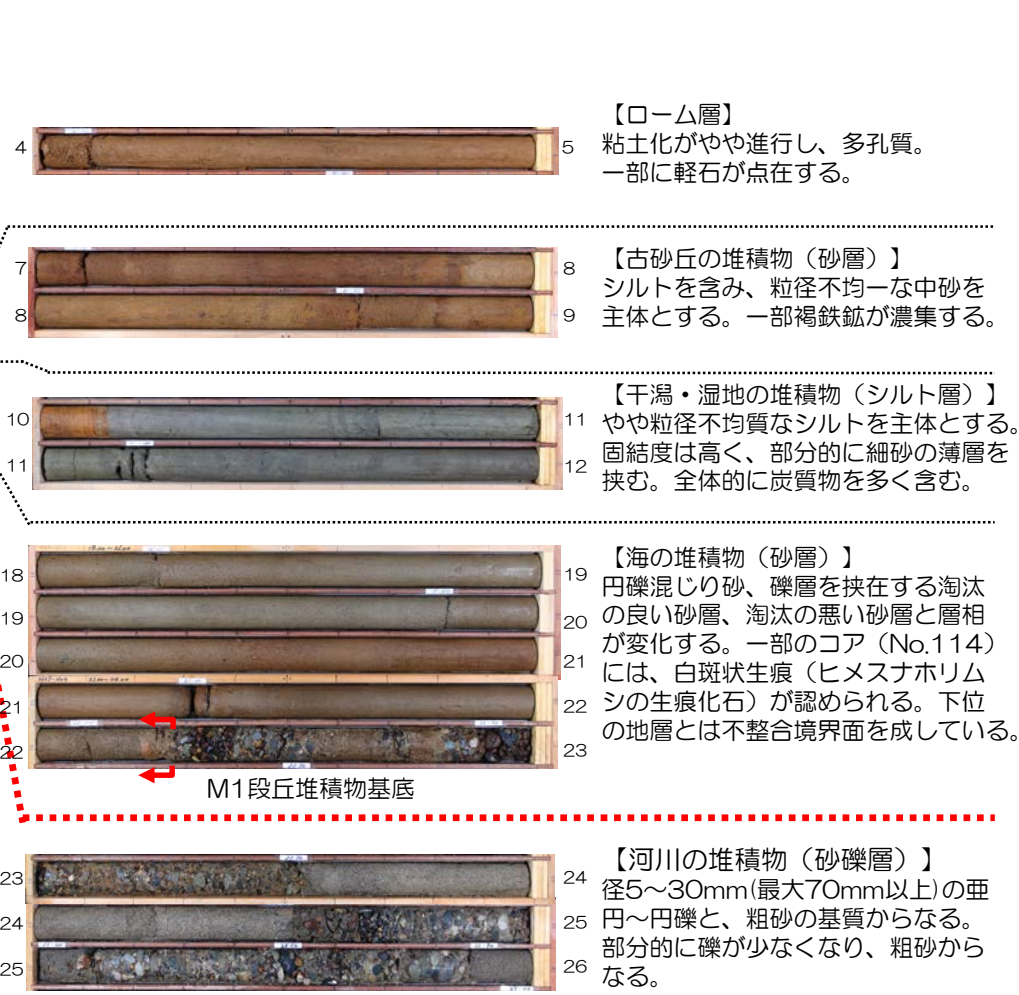 【ローム層】
4
5
粘土化がやや進行し、多孔質。
一部に軽石が点在する。
【古砂丘の堆積物（砂層）】
7
8
シルトを含み、粒径不均一な中砂を
8
9
主体とする。一部褐鉄鉱が濃集する。
【干潟・湿地の堆積物（シルト層）】
10
11
やや粒径不均質なシルトを主体とする。
固結度は高く、部分的に細砂の薄層を
11
12
挟む。全体的に炭質物を多く含む。
【海の堆積物（砂層）】
18
19
円礫混じり砂、礫層を挟在する淘汰
19
20
の良い砂層、淘汰の悪い砂層と層相
が変化する。一部のコア（No.114）
20
21
には、白斑状生痕（ヒメスナホリム
21
22
シの生痕化石）が認められる。下位
の地層とは不整合境界を成している。
22
23
M1段丘堆積物基底
【河川の堆積物（砂礫層）】
23
24
径5～30mm(最大70mm以上)の亜
24
25
円～円礫と、粗砂の基質からなる。
部分的に礫が少なくなり、粗砂から
25
26
なる。